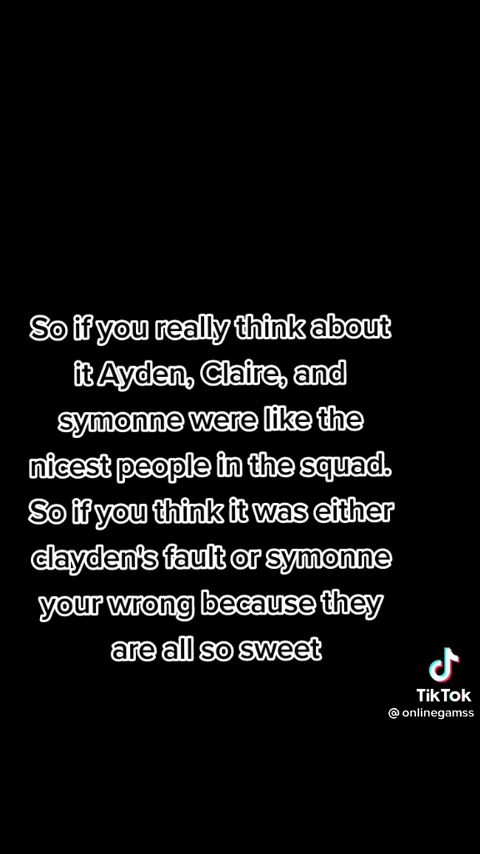 So if you really think about
it Ayden, Claire, and
symonne were like the
nicest people in the squad.
So if you think it was either
clayden's fault or symonne
your wrong because they
are all so sweet
TikTok
@onlinegamss